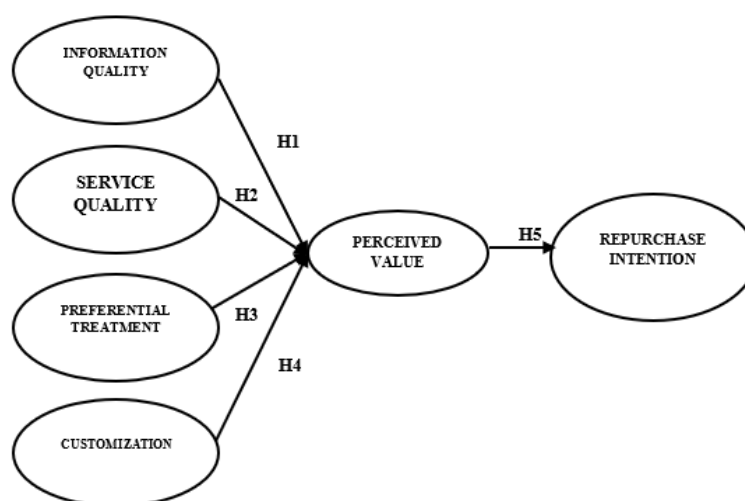 INFORMATION
QUALITY
H1
SERVICE
QUALITY
H2
PERCEIVED
VALUE
H5
REPURCHASE
INTENTION
PREFERENTIAL
TREATMENT
H3
H4
CUSTOMIZATION